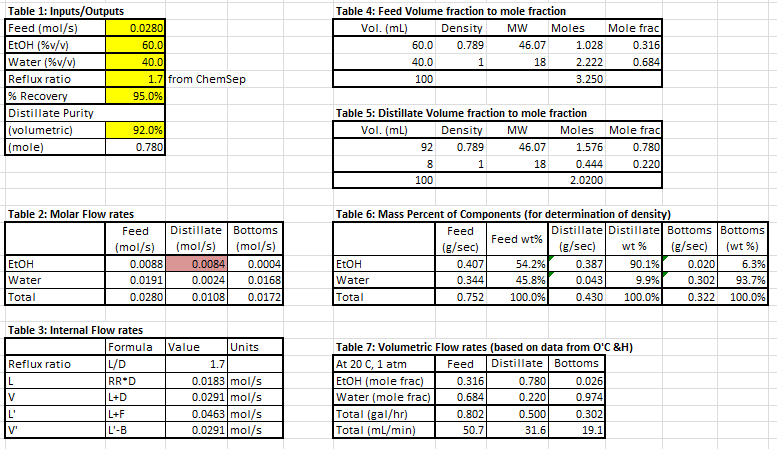 Table 1: Inputs/Outputs
Feed (mol/s) 0.0280
EtOH (%v/v) 60.0
Water (%v/v) 40.0
Reflux ratio 1.7 from ChemSep
% Recovery 95.0%
Distillate Purity
(volumetric) 92.0%
(mole) 0.780
Table 4: Feed Volume fraction to mole fraction
Vol. (mL) Density MW Moles Mole frac
60.0 0.789 46.07 1.028 0.316
40.0 1 18 2.222 0.684
100 3.250
Table 5: Distillate Volume fraction to mole fraction
Vol. (mL) Density MW Moles Mole frac
92 0.789 46.07 1.576 0.780
8 1 18 0.444 0.220
100 2.0200
Table 2: Molar Flow rates
Feed Distillate Bottoms
(mol/s) (mol/s) (mol/s)
EtOH 0.0088 0.0084 0.0004
Water 0.0191 0.0024 0.0168
Total 0.0280 0.0108 0.0172
Table 6: Mass Percent of Components (for determination of density)
Feed Feed wt% Distillate Distillate Bottoms Bottoms
(g/sec) (g/sec) wt % (g/sec) (wt %)
EtOH 0.407 54.2% 0.387 90.1% 0.020 6.3%
Water 0.344 45.8% 0.043 9.9% 0.302 93.7%
Total 0.752 100.0% 0.430 100.0% 0.322 100.0%
Table 3: Internal Flow rates
Formula Value Units
Reflux ratio L/D 1.7
L RR*D 0.0183 mol/s
V L+D 0.0291 mol/s
L' L+F 0.0463 mol/s
V' L'-B 0.0291 mol/s
Table 7: Volumetric Flow rates (based on data from O'C &H)
At 20 C, 1 atm Feed Distillate Bottoms
EtOH (mole frac) 0.316 0.780 0.026
Water (mole frac) 0.684 0.220 0.974
Total (gal/hr) 0.802 0.500 0.302
Total (mL/min) 50.7 31.6 19.1